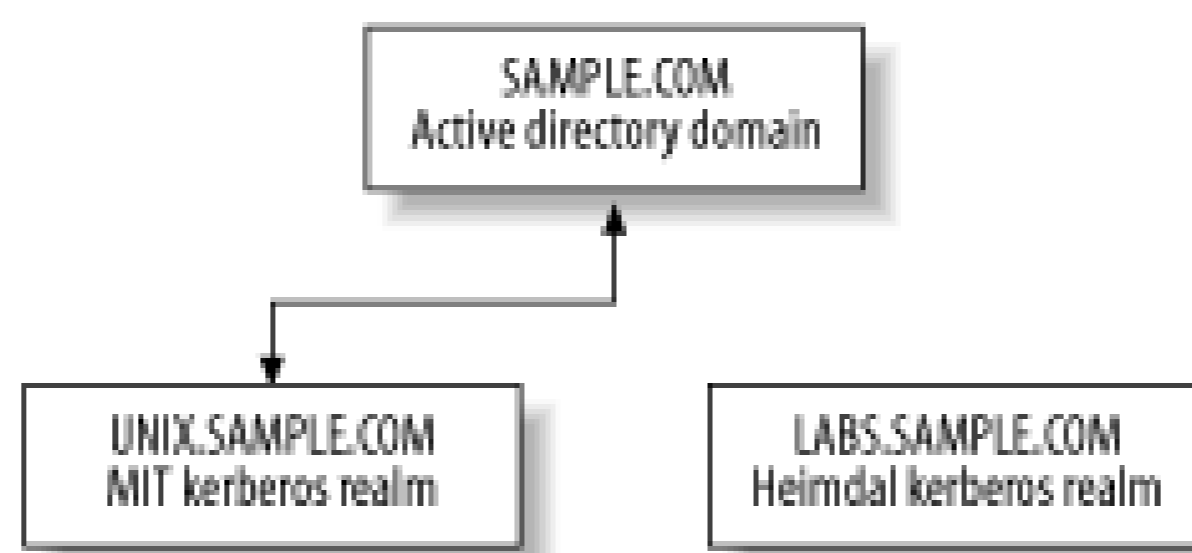 SAMPLE.COM
Active directory domain
UNIX.SAMPLE.COM
MIT kerberos realm
LABS.SAMPLE.COM
Heimdal kerberos realm